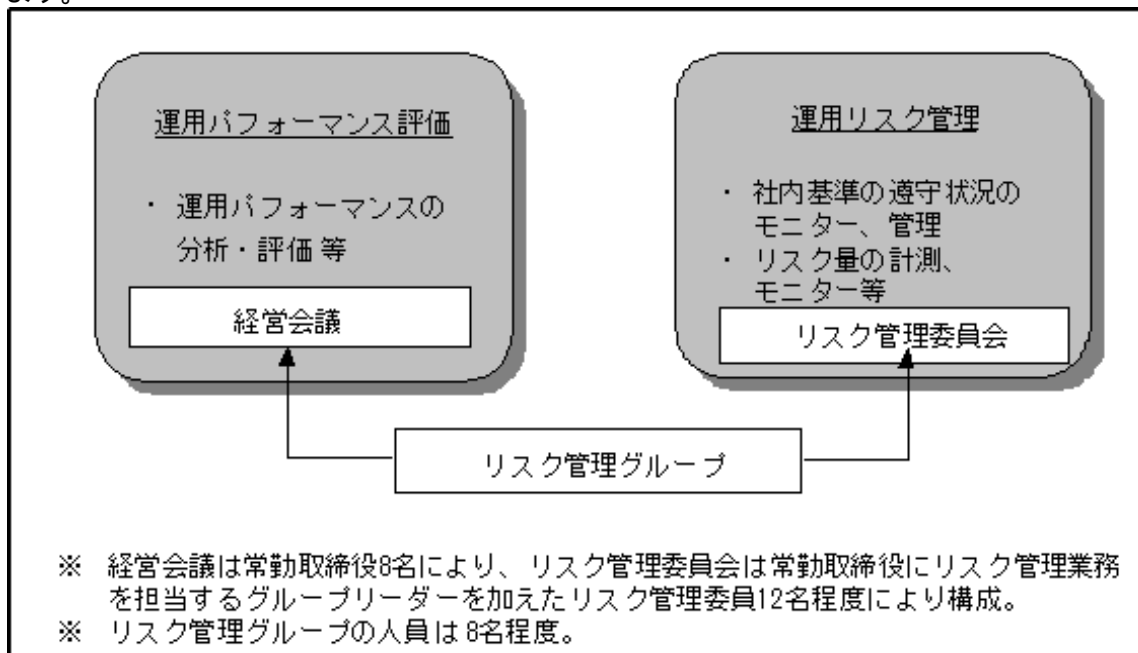 ます。
運用パフォーマンス評価
・ 運用パフォーマンスの
分析・評価等
経営会議
運用リスク管理
・ 社内基準の遵守状況の
モニター、管理
・ リスク量の計測、
モニター等
リスク管理委員会
リスク管理グループ
※ 経営会議は常勤取締役8名により、リスク管理委員会は常勤取締役にリスク管理業務
を担当するグループリーダーを加えたリスク管理委員12名程度により構成。
※ リスク管理グループの人員は8名程度。